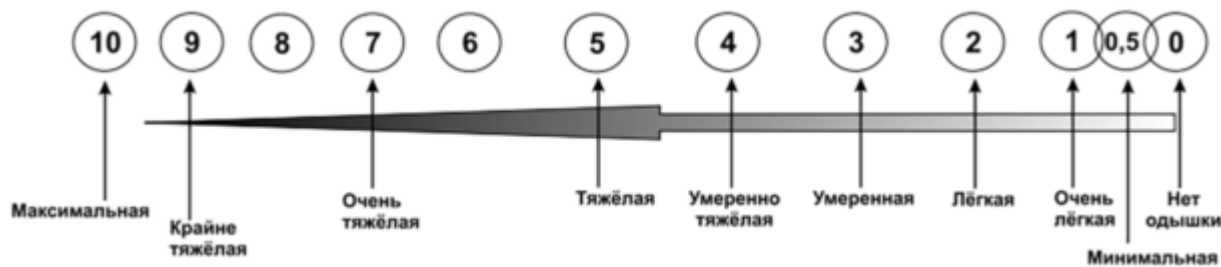 10 9 8 7 6 5 4 3 2 1 0,5 0
Максимальная
Крайне
тяжёлая
Очень
тяжёлая
Тяжёлая
Умеренно
тяжёлая
Умеренная
Лёгкая
Очень
лёгкая
Минимальная
Нет
одышки